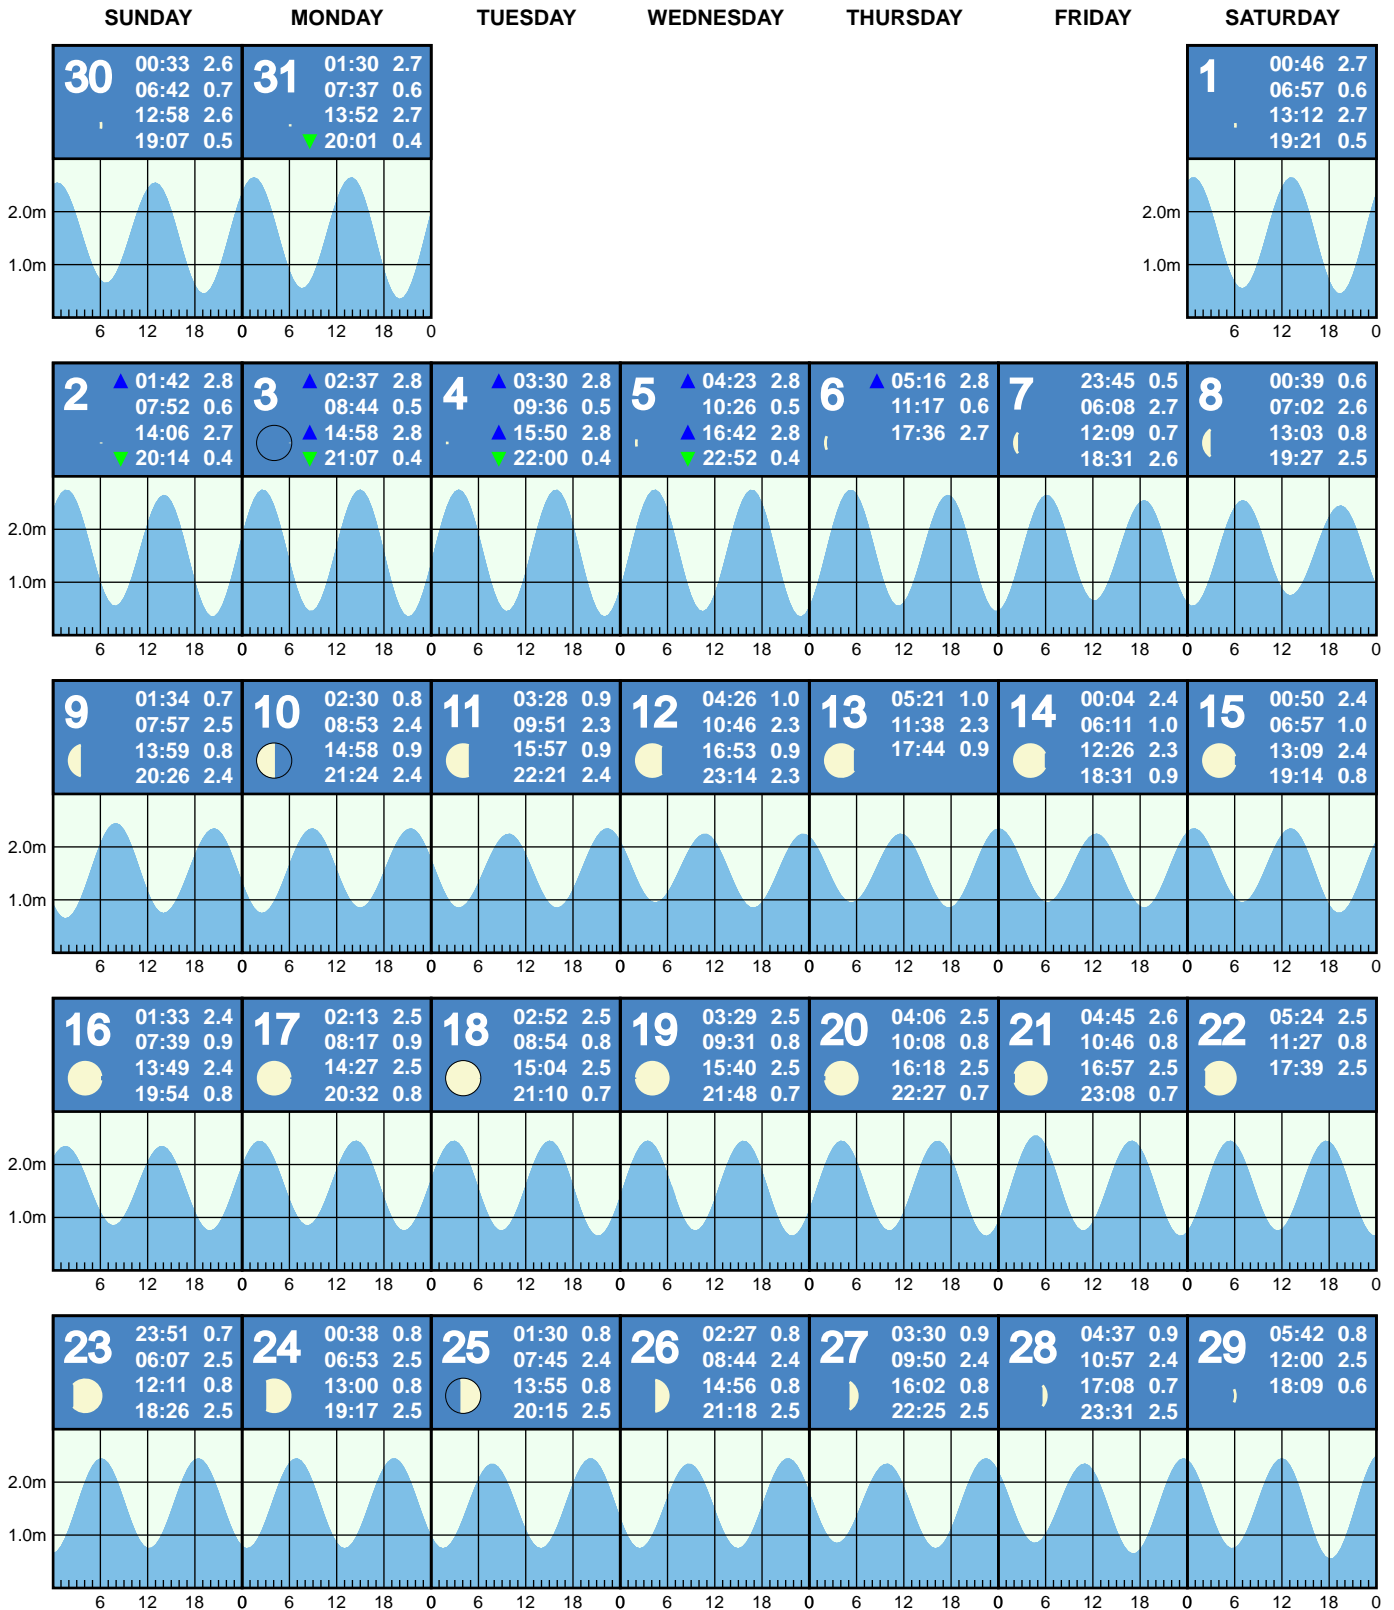 SUNDAY MONDAY TUESDAY WEDNESDAY THURSDAY FRIDAY SATURDAY
30 00:33 2.6
06:42 0.7
12:58 2.6
19:07 0.5
31 01:30 2.7
07:37 0.6
13:52 2.7
▼ 20:01 0.4
1 00:46 2.7
06:57 0.6
13:12 2.7
19:21 0.5
2.0m 2.0m
1.0m 1.0m
6 12 18 0 6 12 18 0 6 12 18 0
2 ▲ 01:42 2.8
07:52 0.6
14:06 2.7
▼ 20:14 0.4
3 ▲ 02:37 2.8
08:44 0.5
▲ 14:58 2.8
▼ 21:07 0.4
4 ▲ 03:30 2.8
09:36 0.5
▲ 15:50 2.8
▼ 22:00 0.4
5 ▲ 04:23 2.8
10:26 0.5
▲ 16:42 2.8
▼ 22:52 0.4
6 ▲ 05:16 2.8
11:17 0.6
17:36 2.7
7 23:45 0.5
06:08 2.7
12:09 0.7
18:31 2.6
8 00:39 0.6
07:02 2.6
13:03 0.8
19:27 2.5
2.0m
1.0m
6 12 18 0 6 12 18 0 6 12 18 0 6 12 18 0 6 12 18 0 6 12 18 0 6 12 18 0
9 01:34 0.7
07:57 2.5
13:59 0.8
20:26 2.4
10 02:30 0.8
08:53 2.4
14:58 0.9
21:24 2.4
11 03:28 0.9
09:51 2.3
15:57 0.9
22:21 2.4
12 04:26 1.0
10:46 2.3
16:53 0.9
23:14 2.3
13 05:21 1.0
11:38 2.3
17:44 0.9
14 00:04 2.4
06:11 1.0
12:26 2.3
18:31 0.9
15 00:50 2.4
06:57 1.0
13:09 2.4
19:14 0.8
2.0m
1.0m
6 12 18 0 6 12 18 0 6 12 18 0 6 12 18 0 6 12 18 0 6 12 18 0 6 12 18 0
16 01:33 2.4
07:39 0.9
13:49 2.4
19:54 0.8
17 02:13 2.5
08:17 0.9
14:27 2.5
20:32 0.8
18 02:52 2.5
08:54 0.8
15:04 2.5
21:10 0.7
19 03:29 2.5
09:31 0.8
15:40 2.5
21:48 0.7
20 04:06 2.5
10:08 0.8
16:18 2.5
22:27 0.7
21 04:45 2.6
10:46 0.8
16:57 2.5
23:08 0.7
22 05:24 2.5
11:27 0.8
17:39 2.5
2.0m
1.0m
6 12 18 0 6 12 18 0 6 12 18 0 6 12 18 0 6 12 18 0 6 12 18 0 6 12 18 0
23 23:51 0.7
06:07 2.5
12:11 0.8
18:26 2.5
24 00:38 0.8
06:53 2.5
13:00 0.8
19:17 2.5
25 01:30 0.8
07:45 2.4
13:55 0.8
20:15 2.5
26 02:27 0.8
08:44 2.4
14:56 0.8
21:18 2.5
27 03:30 0.9
09:50 2.4
16:02 0.8
22:25 2.5
28 04:37 0.9
10:57 2.4
17:08 0.7
23:31 2.5
29 05:42 0.8
12:00 2.5
18:09 0.6
2.0m
1.0m
6 12 18 0 6 12 18 0 6 12 18 0 6 12 18 0 6 12 18 0 6 12 18 0 6 12 18 0